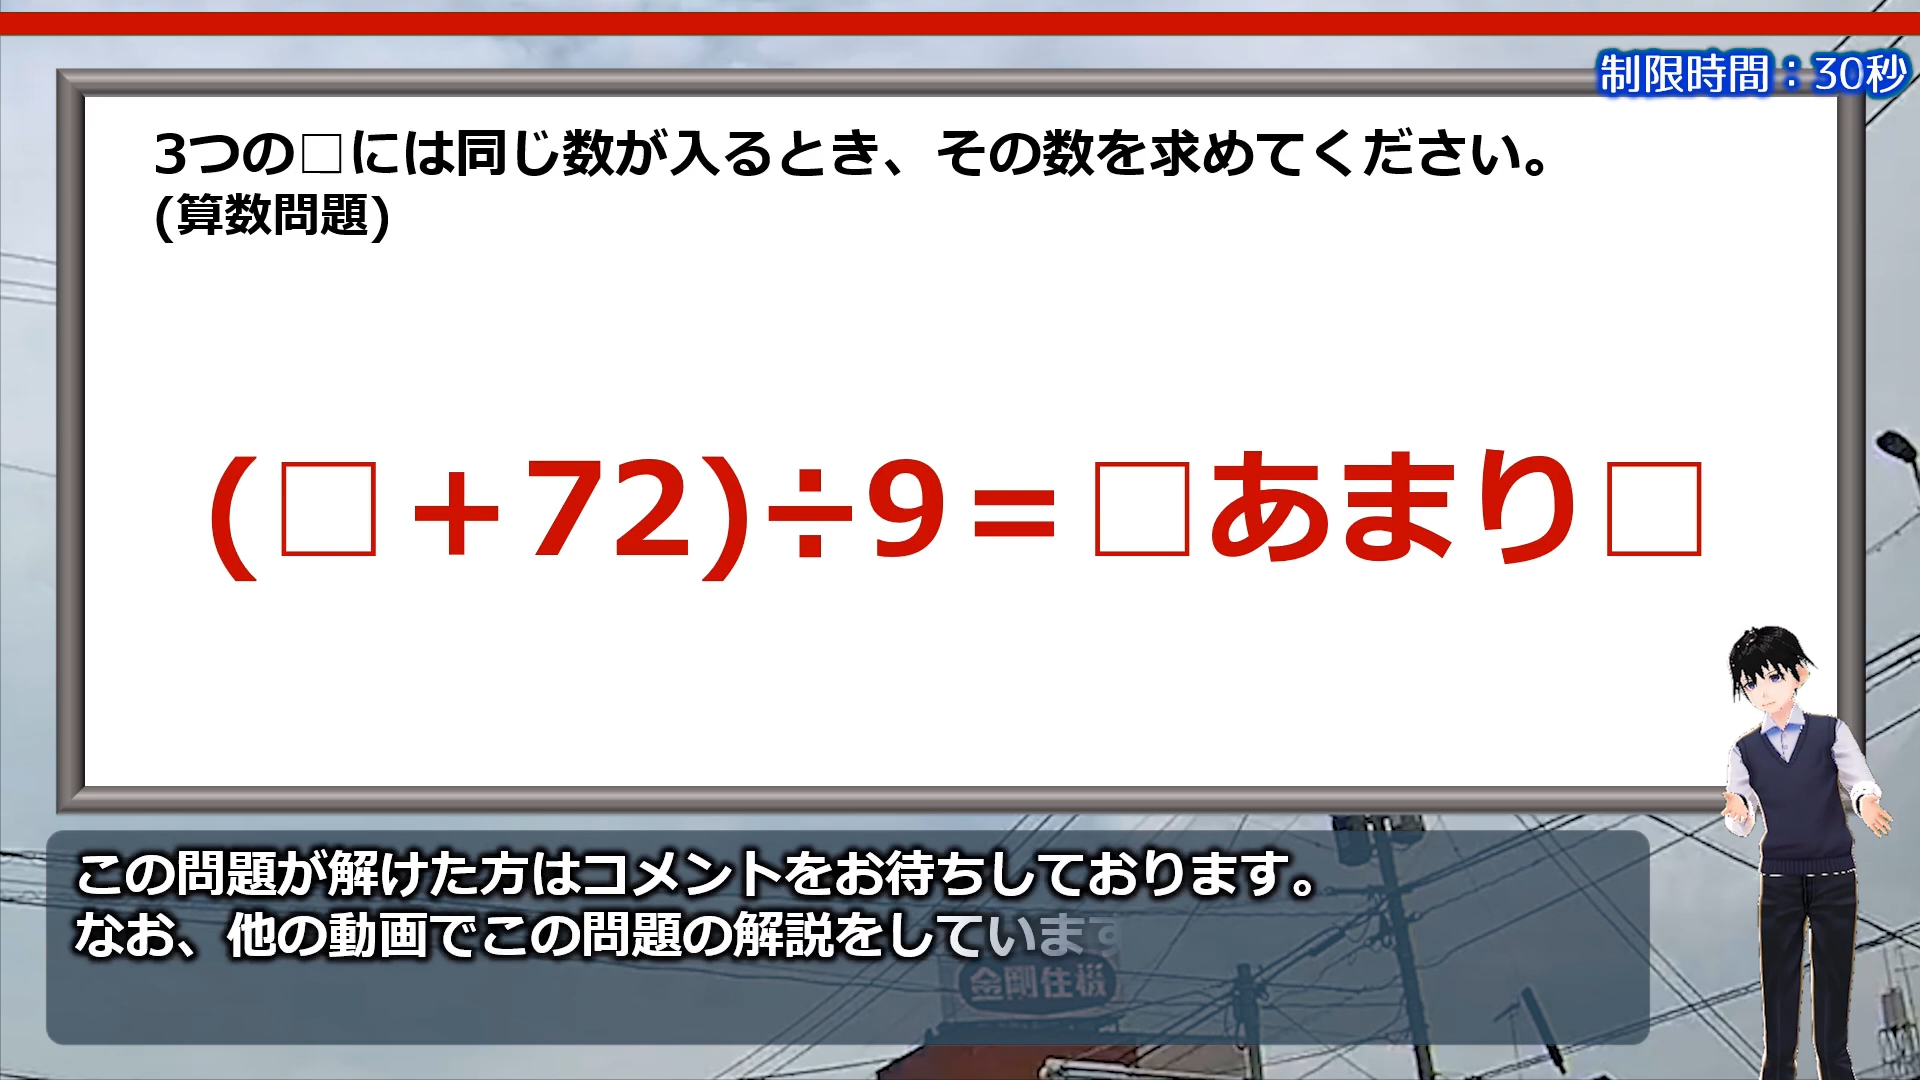 制限時間：30秒
3つの□には同じ数が入るとき、その数を求めてください。
(算数問題)
(□＋72)÷9＝□あまり□
この問題が解けた方はコメントをお待ちしております。
なお、他の動画でこの問題の解説をしています
金剛住機